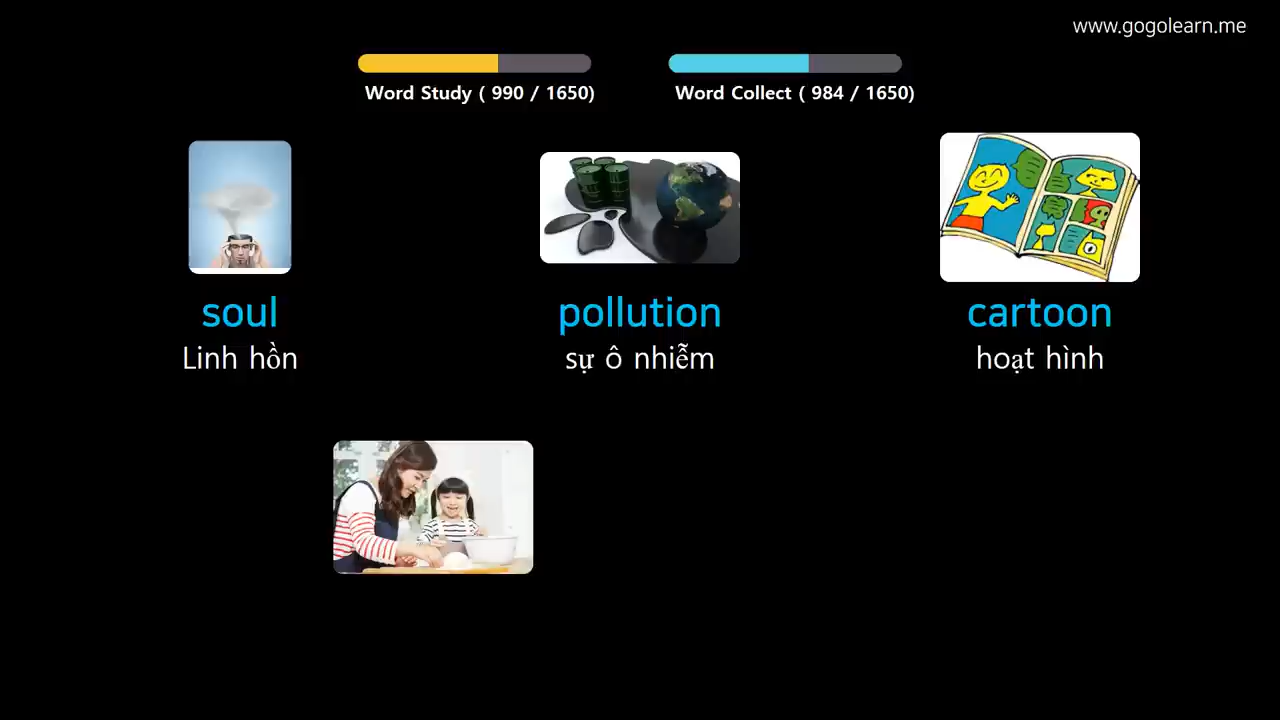 www.gogolearn.me
Word Study ( 990 / 1650)
Word Collect ( 984 / 1650)
soul
pollution
cartoon
Linh hồn
sự ô nhiễm
hoạt hình